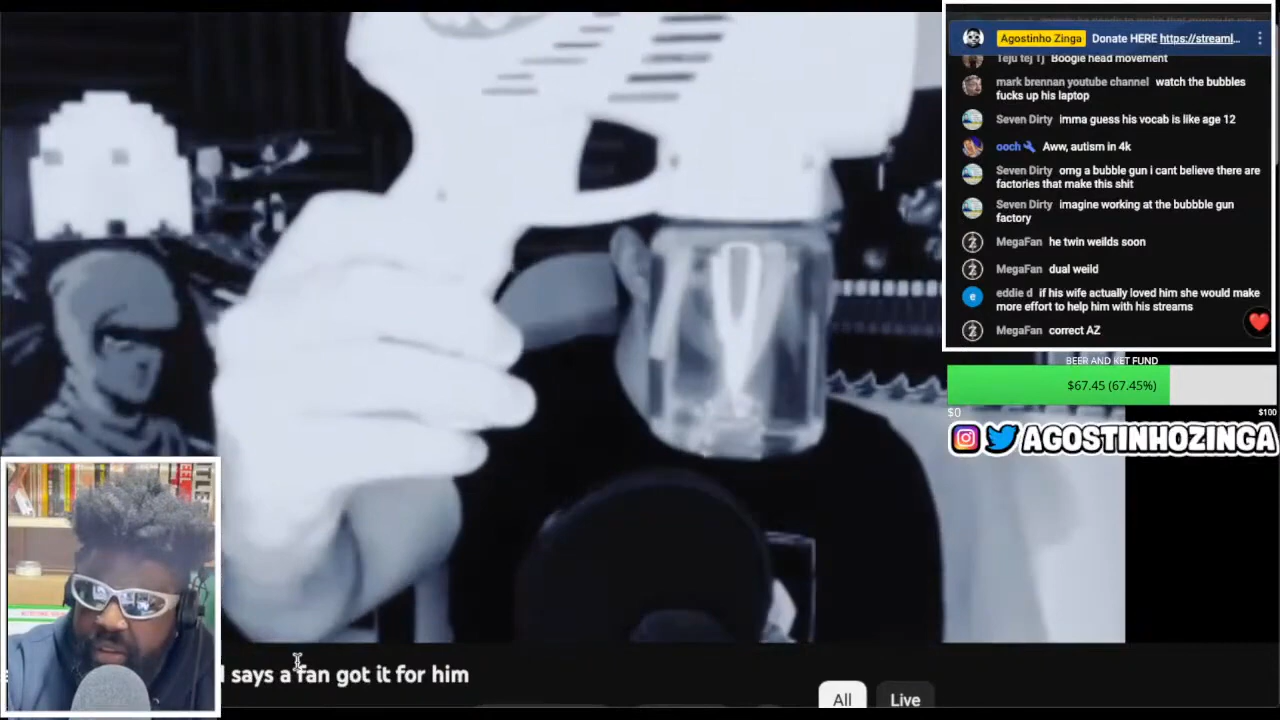 Agostinho Zinga Donate HERE https://streaml...
Teju tej Tj Boogie head movement
mark brennan youtube channel watch the bubbles
fucks up his laptop
Seven Dirty imma guess his vocab is like age 12
ooch Aww, autism in 4k
Seven Dirty omg a bubble gun i cant believe there are
factories that make this shit
Seven Dirty imagine working at the bubbble gun
factory
MegaFan he twin weilds soon
MegaFan dual weild
eddie d if his wife actually loved him she would make
more effort to help him with his streams
MegaFan correct AZ
BEER AND KET FUND
$67.45 (67.45%)
$0 $100
AGOSTINHOZINGA
says a fan got it for him
All Live